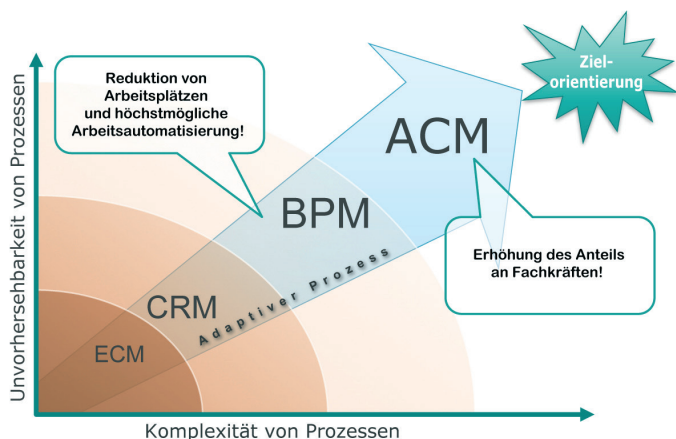 Ziel-
orientierung
Reduktion von
Arbeitsplätzen
und höchstmögliche
Arbeitsautomatisierung!
ACM
BPM
Erhöhung des Anteils
an Fachkräften!
Adaptiver Prozess
CRM
ECM
Unvorhersehbarkeit von Prozessen
Komplexität von Prozessen